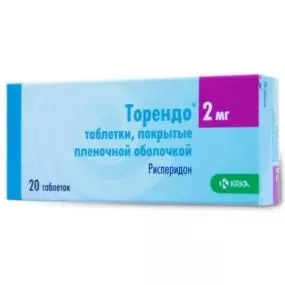 Торендо® 2 мг
таблетки, покрытые
пленочной оболочкой
Рисперидон
20 таблеток
KRKA